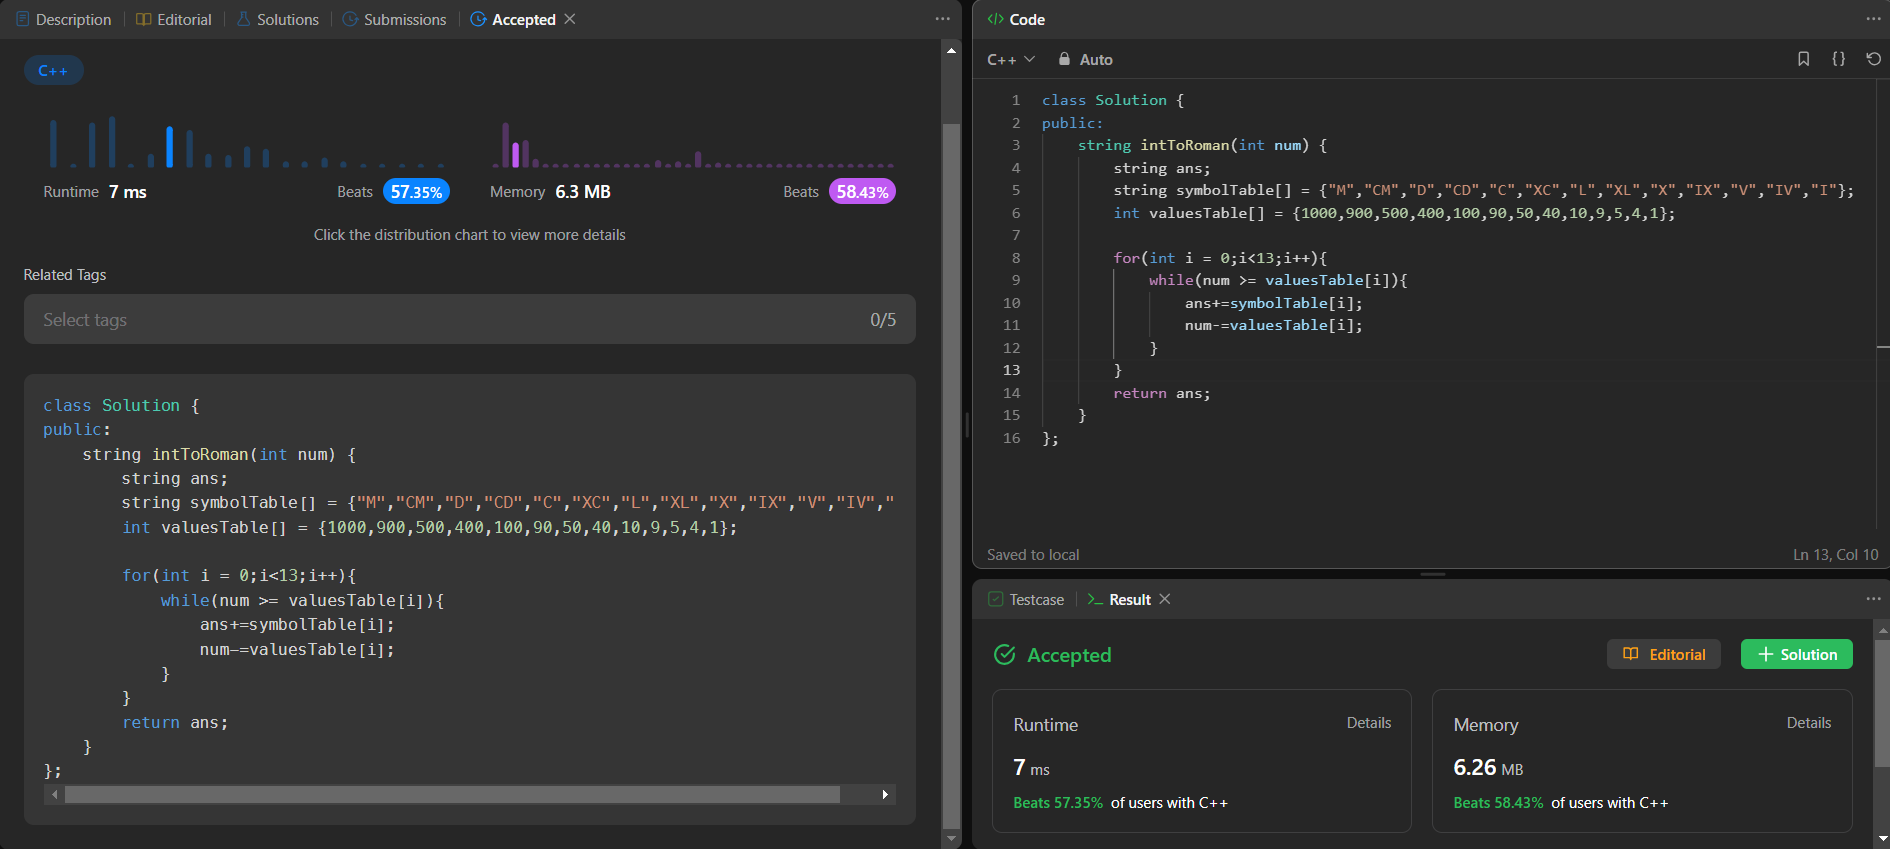 Description
Editorial
Solutions
Submissions
Accepted
C++
Runtime 7 ms
Beats 57.35%
Memory 6.3 MB
Beats 58.43%
Click the distribution chart to view more details
Related Tags
Select tags
0/5
class Solution {
public:
    string intToRoman(int num) {
        string ans;
        string symbolTable[] = {"M","CM","D","CD","C","XC","L","XL","X","IX","V","IV","
        int valuesTable[] = {1000,900,500,400,100,90,50,40,10,9,5,4,1};
        for(int i = 0;i<13;i++){
            while(num >= valuesTable[i]){
                ans+=symbolTable[i];
                num-=valuesTable[i];
            }
        }
        return ans;
    }
};
Code
C++
Auto
1 class Solution {
2 public:
3     string intToRoman(int num) {
4         string ans;
5         string symbolTable[] = {"M","CM","D","CD","C","XC","L","XL","X","IX","V","IV","I"};
6         int valuesTable[] = {1000,900,500,400,100,90,50,40,10,9,5,4,1};
7
8         for(int i = 0;i<13;i++){
9             while(num >= valuesTable[i]){
10                 ans+=symbolTable[i];
11                 num-=valuesTable[i];
12             }
13         }
14         return ans;
15     }
16 };
Saved to local
Ln 13, Col 10
Testcase
Result
Accepted
Editorial
Solution
Runtime
Details
7 ms
Beats 57.35% of users with C++
Memory
Details
6.26 MB
Beats 58.43% of users with C++